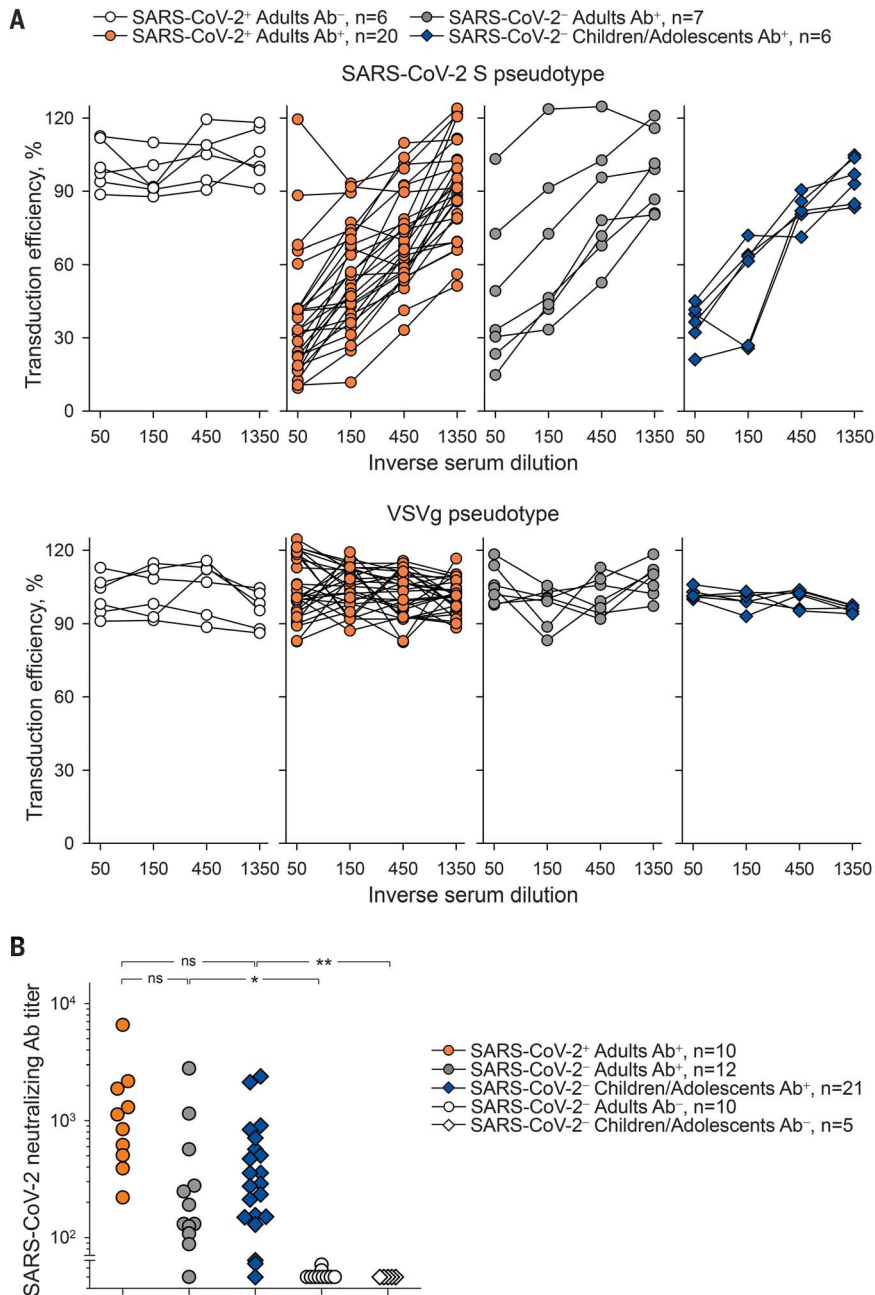 A
SARS-CoV-2⁺ Adults Ab⁻, n=6
SARS-CoV-2⁻ Adults Ab⁺, n=7
SARS-CoV-2⁺ Adults Ab⁺, n=20
SARS-CoV-2⁻ Children/Adolescents Ab⁺, n=6
SARS-CoV-2 S pseudotype
Transduction efficiency, %
120
90
60
30
0
50 150 450 1350 50 150 450 1350 50 150 450 1350 50 150 450 1350
Inverse serum dilution
VSVg pseudotype
Transduction efficiency, %
120
90
60
30
0
50 150 450 1350 50 150 450 1350 50 150 450 1350 50 150 450 1350
Inverse serum dilution
B
ns **
ns *
SARS-CoV-2 neutralizing Ab titer
10⁴
10³
10²
SARS-CoV-2⁺ Adults Ab⁺, n=10
SARS-CoV-2⁻ Adults Ab⁺, n=12
SARS-CoV-2⁻ Children/Adolescents Ab⁺, n=21
SARS-CoV-2⁻ Adults Ab⁻, n=10
SARS-CoV-2⁻ Children/Adolescents Ab⁻, n=5